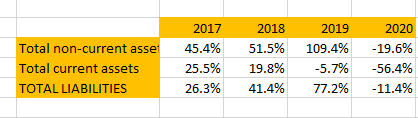 2017 2018 2019 2020
Total non-current asset 45.4% 51.5% 109.4% -19.6%
Total current assets 25.5% 19.8% -5.7% -56.4%
TOTAL LIABILITIES 26.3% 41.4% 77.2% -11.4%